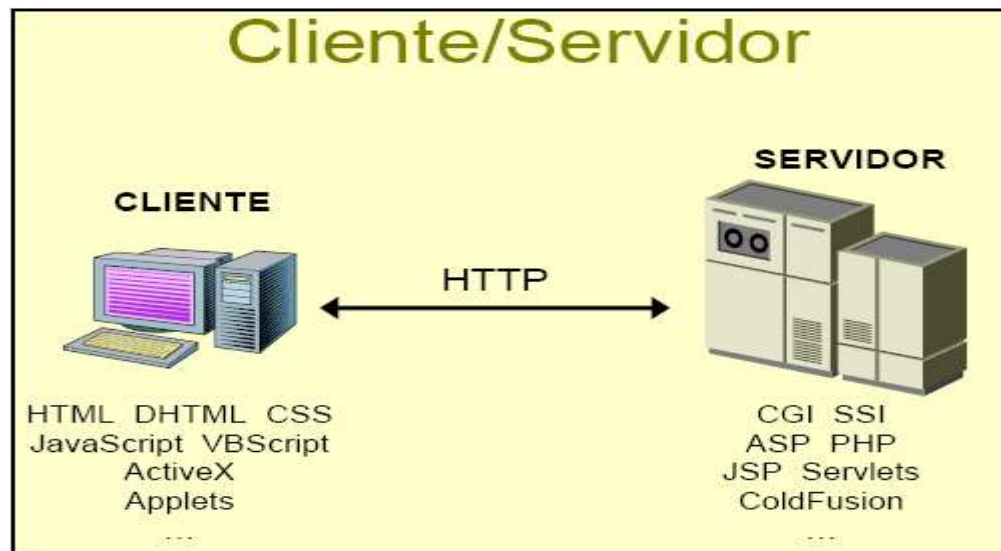 Cliente/Servidor
CLIENTE
HTML DHTML CSS
JavaScript VBScript
ActiveX
Applets
...
HTTP
SERVIDOR
CGI SSI
ASP PHP
JSP Servlets
ColdFusion
...